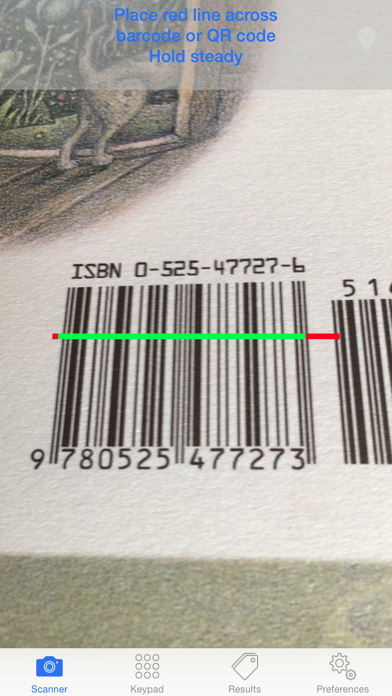 Place red line across
barcode or QR code
Hold steady
ISBN 0-525-47727-6
51
9 780525 477273
Scanner Keypad Results Preferences